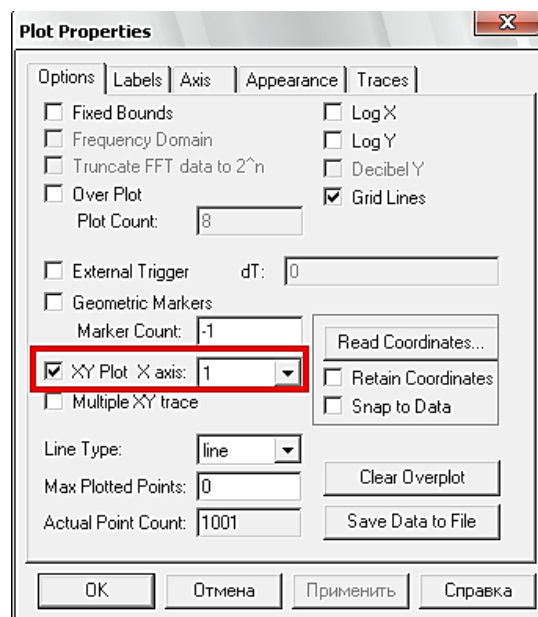 Plot Properties
X
Options Labels Axis Appearance Traces
Fixed Bounds
Log X
Frequency Domain
Log Y
Truncate FFT data to 2^n
Decibel Y
Over Plot
Grid Lines
Plot Count: 8
External Trigger dT: 0
Geometric Markers
Marker Count: -1
Read Coordinates...
XY Plot X axis: 1
Retain Coordinates
Multiple XY trace
Snap to Data
Line Type: line
Clear Overplot
Max Plotted Points: 0
Actual Point Count: 1001
Save Data to File
OK Отмена Применить Справка